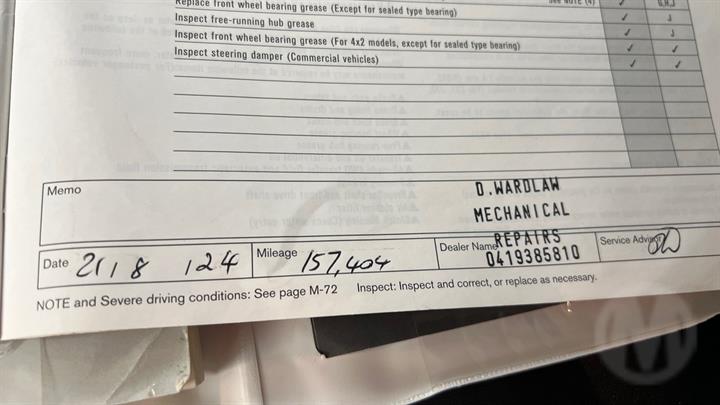 Replace front wheel bearing grease (Except for sealed type bearing) See NOTE (4) ✓
Inspect free-running hub grease ✓
Inspect front wheel bearing grease (For 4x2 models, except for sealed type bearing) ✓ ✓
Inspect steering damper (Commercial vehicles) ✓ ✓
Memo
D.WARDLAW
MECHANICAL
REPAIRS
0419385810
Date
Mileage 157,404
Dealer Name
Service Advisor
NOTE and Severe driving conditions: See page M-72 Inspect: Inspect and correct, or replace as necessary.
M